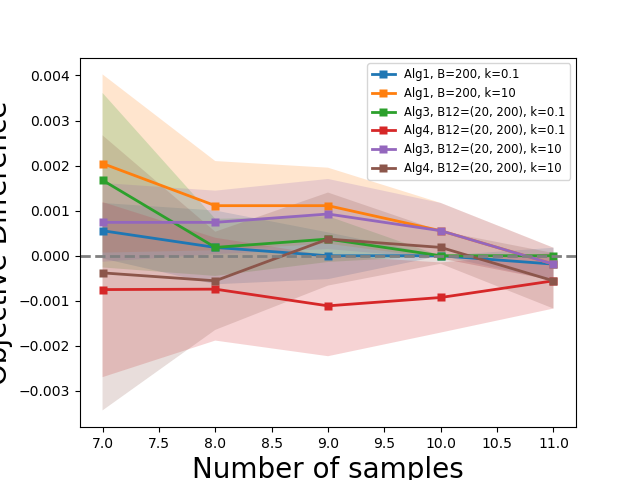 0.004
0.003
0.002
0.001
0.000
−0.001
−0.002
−0.003
Alg1, B=200, k=0.1
Alg1, B=200, k=10
Alg3, B12=(20, 200), k=0.1
Alg4, B12=(20, 200), k=0.1
Alg3, B12=(20, 200), k=10
Alg4, B12=(20, 200), k=10
7.0 7.5 8.0 8.5 9.0 9.5 10.0 10.5 11.0
Number of samples